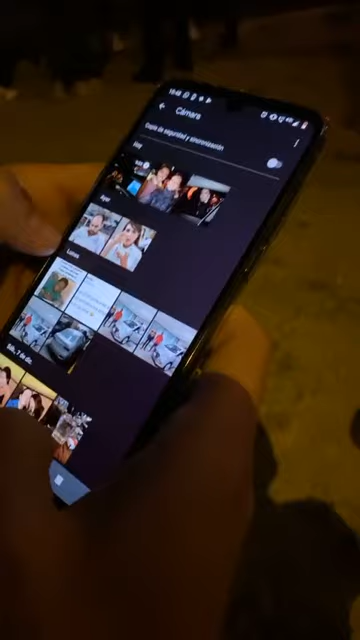 Cámara
Copia de seguridad y sincronización
Hoy
Ayer
Lunes
Sáb, 7 de dic.